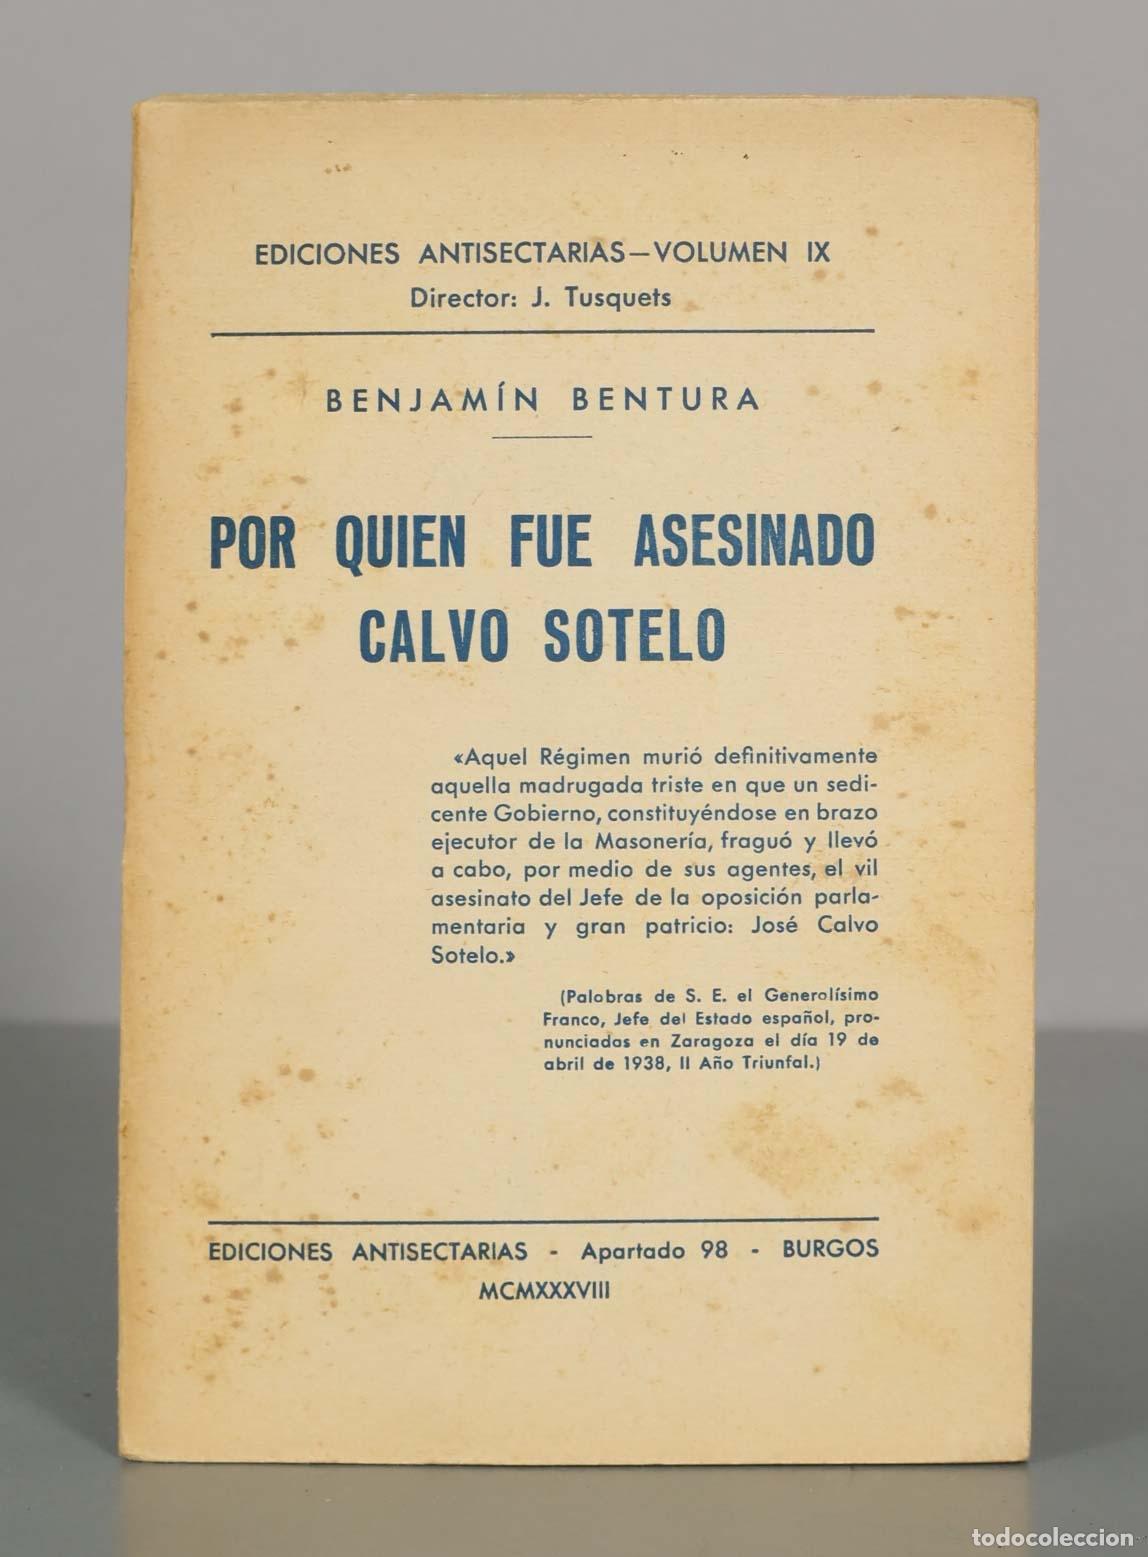 EDICIONES ANTISECTARIAS—VOLUMEN IX
Director: J. Tusquets
BENJAMÍN BENTURA
POR QUIEN FUE ASESINADO
CALVO SOTELO
«Aquel Régimen murió definitivamente
aquella madrugada triste en que un sedi-
cente Gobierno, constituyéndose en brazo
ejecutor de la Masonería, fraguó y llevó
a cabo, por medio de sus agentes, el vil
asesinato del Jefe de la oposición parla-
mentaria y gran patricio: José Calvo
Sotelo.»
(Palobras de S. E. el Generolísimo
Franco, Jefe del Estado español, pro-
nunciadas en Zaragoza el día 19 de
abril de 1938, II Año Triunfal.)
EDICIONES ANTISECTARIAS - Apartado 98 - BURGOS
MCMXXXVIII
todocoleccion